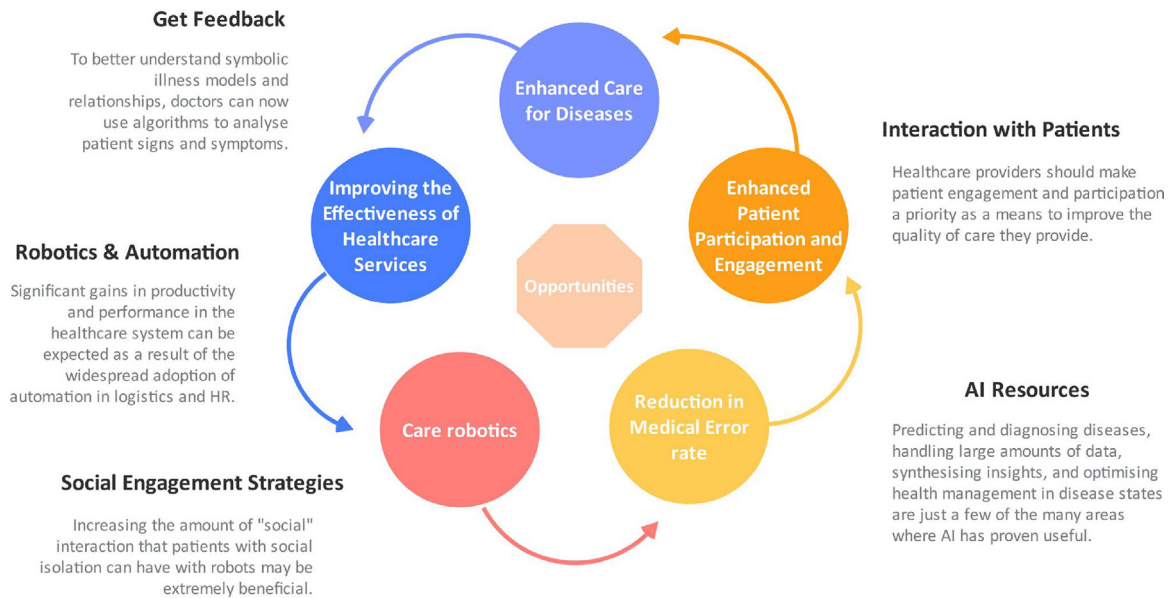 Get Feedback
To better understand symbolic
illness models and
relationships, doctors can now
use algorithms to analyse
patient signs and symptoms.
Enhanced Care
for Diseases
Interaction with Patients
Healthcare providers should make
patient engagement and participation
a priority as a means to improve the
quality of care they provide.
Improving the
Effectiveness of
Healthcare
Services
Enhanced
Patient
Participation and
Engagement
Robotics & Automation
Significant gains in productivity
and performance in the
healthcare system can be
expected as a result of the
widespread adoption of
automation in logistics and HR.
Opportunities
Care robotics
Reduction in
Medical Error
rate
AI Resources
Predicting and diagnosing diseases,
handling large amounts of data,
synthesising insights, and optimising
health management in disease states
are just a few of the many areas
where AI has proven useful.
Social Engagement Strategies
Increasing the amount of "social"
interaction that patients with social
isolation can have with robots may be
extremely beneficial.